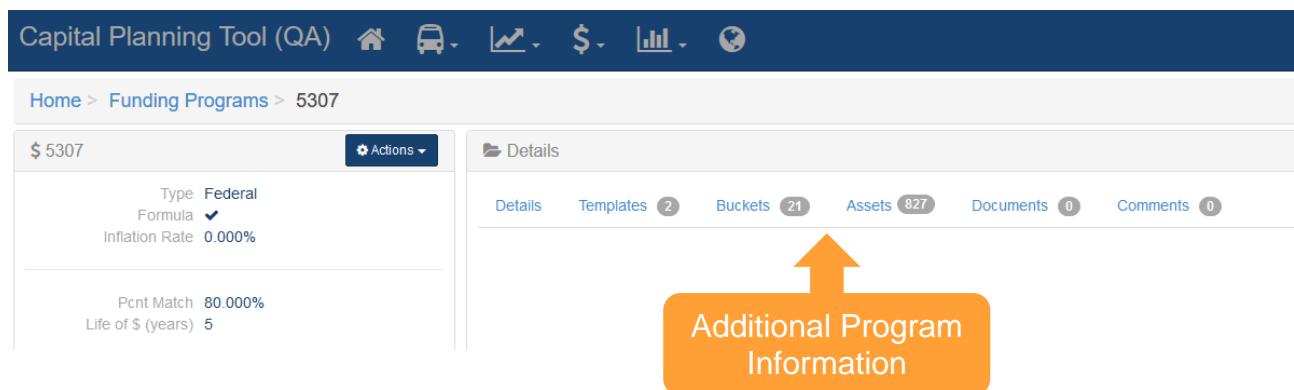 Capital Planning Tool (QA)
Home > Funding Programs > 5307
$ 5307
Actions
Type Federal
Formula ✔
Inflation Rate 0.000%
Pcnt Match 80.000%
Life of $ (years) 5
Details
Details Templates 2 Buckets 21 Assets 827 Documents 0 Comments 0
Additional Program
Information